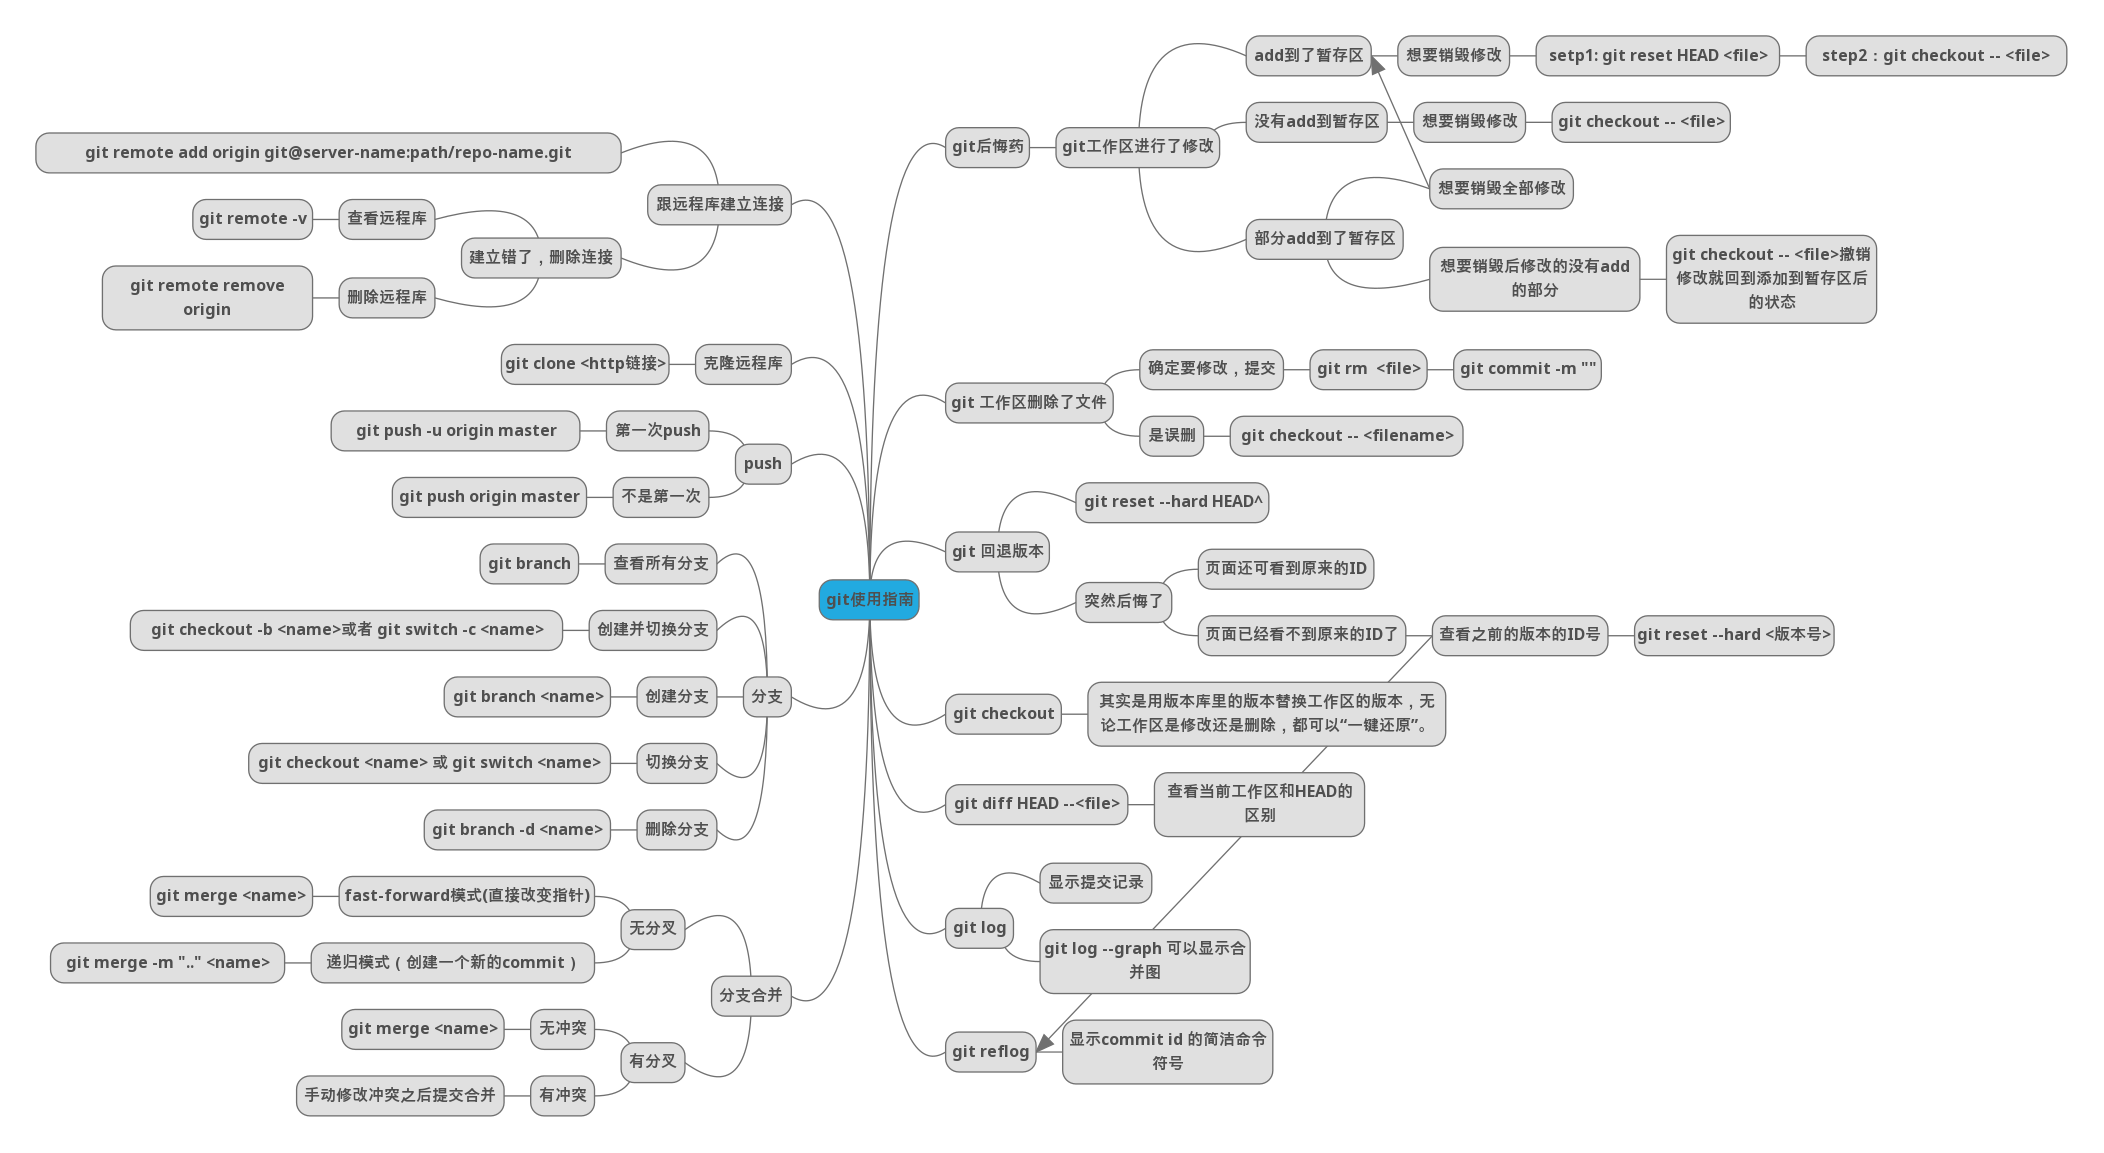 git使用指南
git后悔药
git工作区进行了修改
add到了暂存区
想要销毁修改
setp1: git reset HEAD <file>
step2：git checkout -- <file>
没有add到暂存区
想要销毁修改
git checkout -- <file>
部分add到了暂存区
想要销毁全部修改
想要销毁后修改的没有add
的部分
git checkout -- <file>撤销
修改就回到添加到暂存区后
的状态
git 工作区删除了文件
确定要修改，提交
git rm  <file>
git commit -m ""
是误删
git checkout -- <filename>
git 回退版本
git reset --hard HEAD^
突然后悔了
页面还可看到原来的ID
页面已经看不到原来的ID了
查看之前的版本的ID号
git reset --hard <版本号>
git checkout
其实是用版本库里的版本替换工作区的版本，无
论工作区是修改还是删除，都可以“一键还原”。
git diff HEAD --<file>
查看当前工作区和HEAD的
区别
git log
显示提交记录
git log --graph 可以显示合
并图
git reflog
显示commit id 的简洁命令
符号
跟远程库建立连接
git remote add origin git@server-name:path/repo-name.git
建立错了，删除连接
查看远程库
git remote -v
删除远程库
git remote remove
origin
克隆远程库
git clone <http链接>
push
第一次push
git push -u origin master
不是第一次
git push origin master
分支
查看所有分支
git branch
创建并切换分支
git checkout -b <name>或者 git switch -c <name>
创建分支
git branch <name>
切换分支
git checkout <name> 或 git switch <name>
删除分支
git branch -d <name>
分支合并
无分叉
fast-forward模式(直接改变指针)
git merge <name>
递归模式（创建一个新的commit）
git merge -m ".." <name>
有分叉
无冲突
git merge <name>
有冲突
手动修改冲突之后提交合并